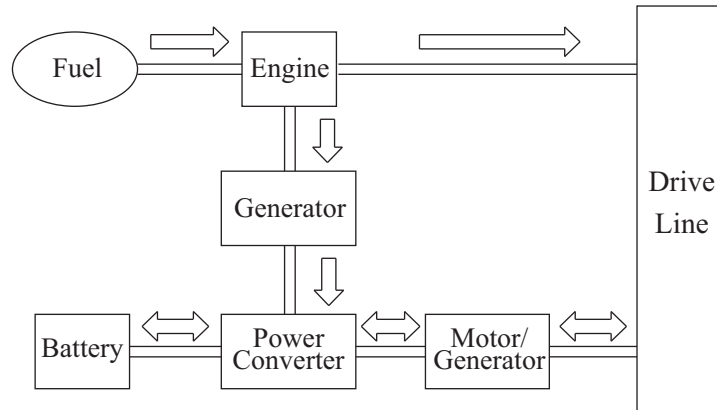 Fuel
Engine
Drive
Line
Generator
Battery
Power
Converter
Motor/
Generator